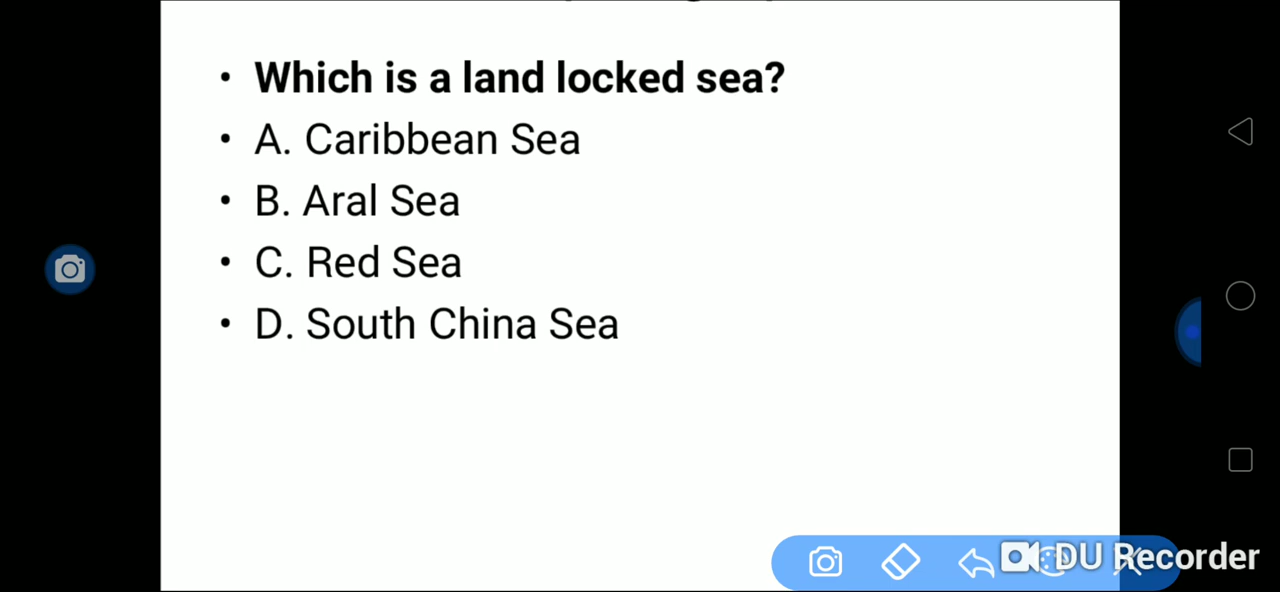 • Which is a land locked sea?
• A. Caribbean Sea
• B. Aral Sea
• C. Red Sea
• D. South China Sea
DU Recorder